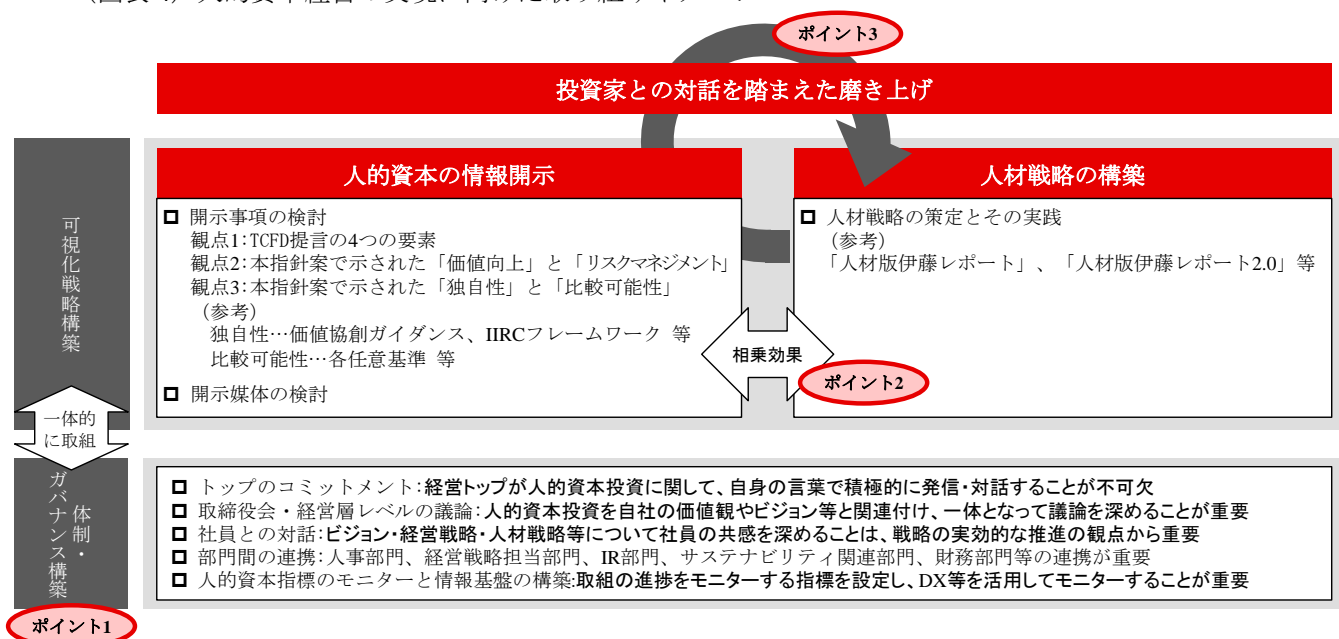 ポイント3
投資家との対話を踏まえた磨き上げ
可視化戦略構築
人的資本の情報開示
開示事項の検討
観点1:TCFD提言の4つの要素
観点2:本指針案で示された「価値向上」と「リスクマネジメント」
観点3:本指針案で示された「独自性」と「比較可能性」
(参考)
独自性…価値協創ガイダンス、IIRCフレームワーク 等
比較可能性…各任意基準 等
開示媒体の検討
人材戦略の構築
人材戦略の策定とその実践
(参考)
「人材版伊藤レポート」、「人材版伊藤レポート2.0」等
相乗効果
ポイント2
一体的
に取組
体制・
ガバナンス構築
トップのコミットメント:経営トップが人的資本投資に関して、自身の言葉で積極的に発信・対話することが不可欠
取締役会・経営層レベルの議論:人的資本投資を自社の価値観やビジョン等と関連付け、一体となって議論を深めることが重要
社員との対話:ビジョン・経営戦略・人材戦略等について社員の共感を深めることは、戦略の実効的な推進の観点から重要
部門間の連携:人事部門、経営戦略担当部門、IR部門、サステナビリティ関連部門、財務部門等の連携が重要
人的資本指標のモニターと情報基盤の構築:取組の進捗をモニターする指標を設定し、DX等を活用してモニターすることが重要
ポイント1